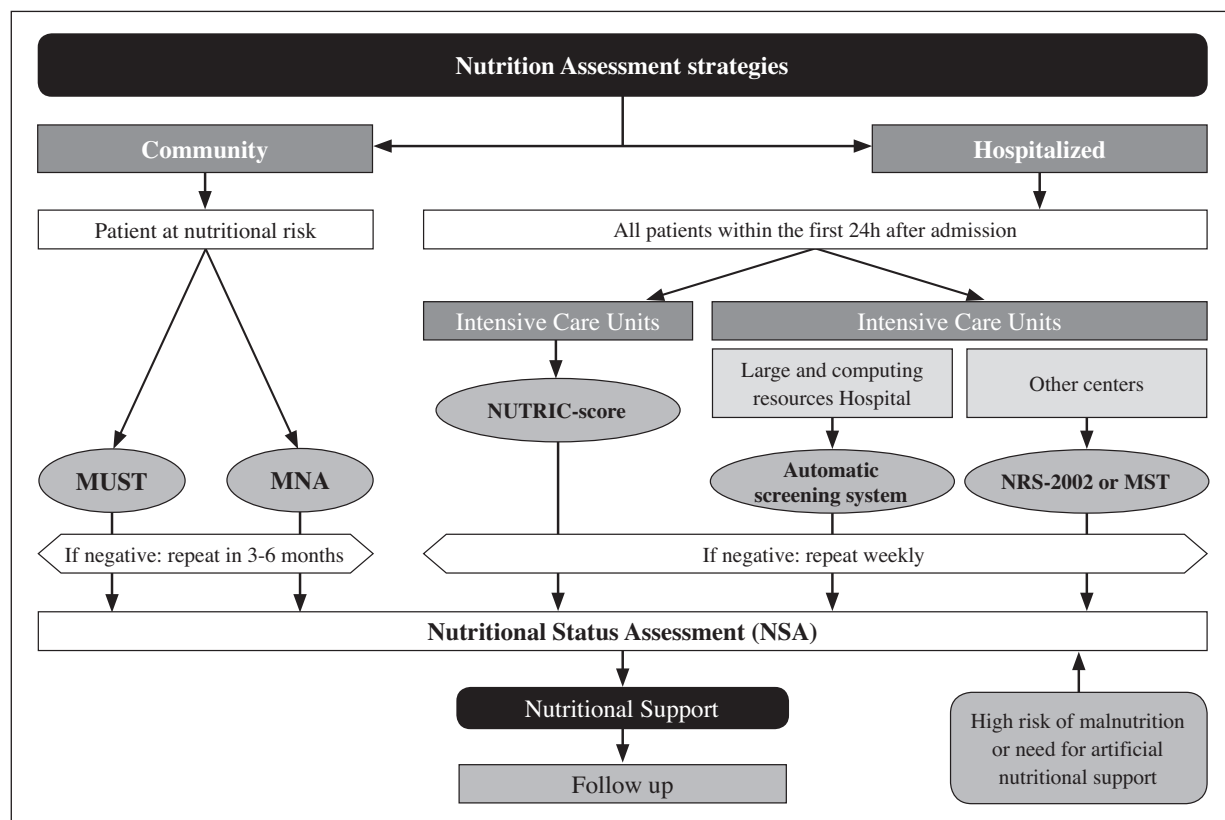 Nutrition Assessment strategies
Community
Hospitalized
Patient at nutritional risk
All patients within the first 24h after admission
Intensive Care Units
Intensive Care Units
Large and computing
resources Hospital
Other centers
NUTRIC-score
MUST
MNA
Automatic
screening system
NRS-2002 or MST
If negative: repeat in 3-6 months
If negative: repeat weekly
Nutritional Status Assessment (NSA)
Nutritional Support
High risk of malnutrition
or need for artificial
nutritional support
Follow up